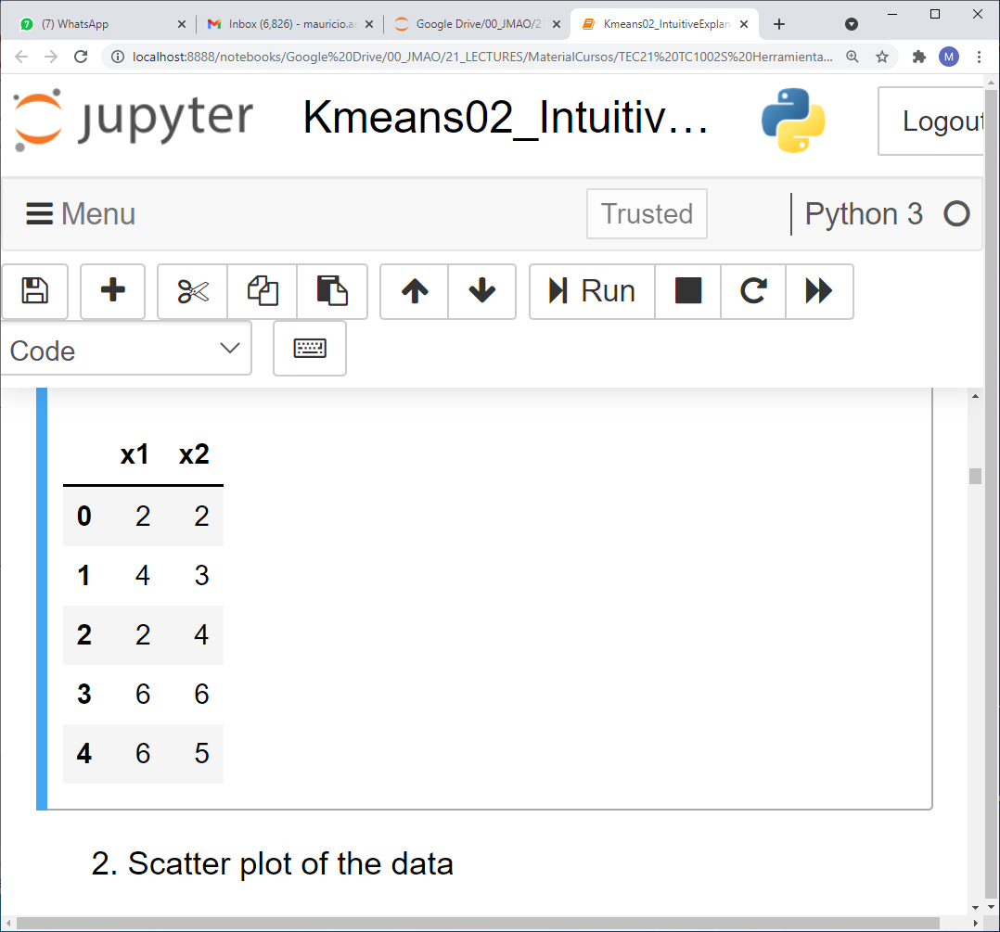 7 (7) WhatsApp
Inbox (6,826) - mauricio.a
Google Drive/00_JMAO/2
Kmeans02_IntuitiveExplan
localhost:8888/notebooks/Google%20Drive/00_JMAO/21_LECTURES/MaterialCursos/TEC21%20TC1002S%20Herramienta...
M
jupyter Kmeans02_Intuitiv… Logout
Menu Trusted Python 3
Run
Code
x1 x2
0 2 2
1 4 3
2 2 4
3 6 6
4 6 5
2. Scatter plot of the data